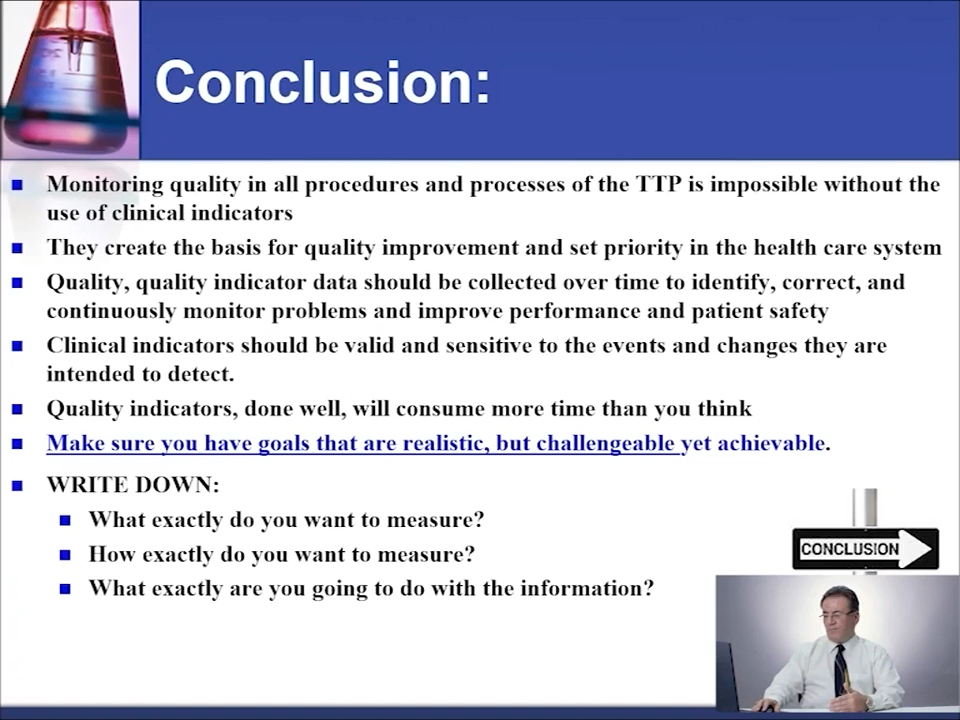 Conclusion:
Monitoring quality in all procedures and processes of the TTP is impossible without the
use of clinical indicators
They create the basis for quality improvement and set priority in the health care system
Quality, quality indicator data should be collected over time to identify, correct, and
continuously monitor problems and improve performance and patient safety
Clinical indicators should be valid and sensitive to the events and changes they are
intended to detect.
Quality indicators, done well, will consume more time than you think
Make sure you have goals that are realistic, but challengeable yet achievable.
WRITE DOWN:
What exactly do you want to measure?
How exactly do you want to measure?
What exactly are you going to do with the information?
CONCLUSION